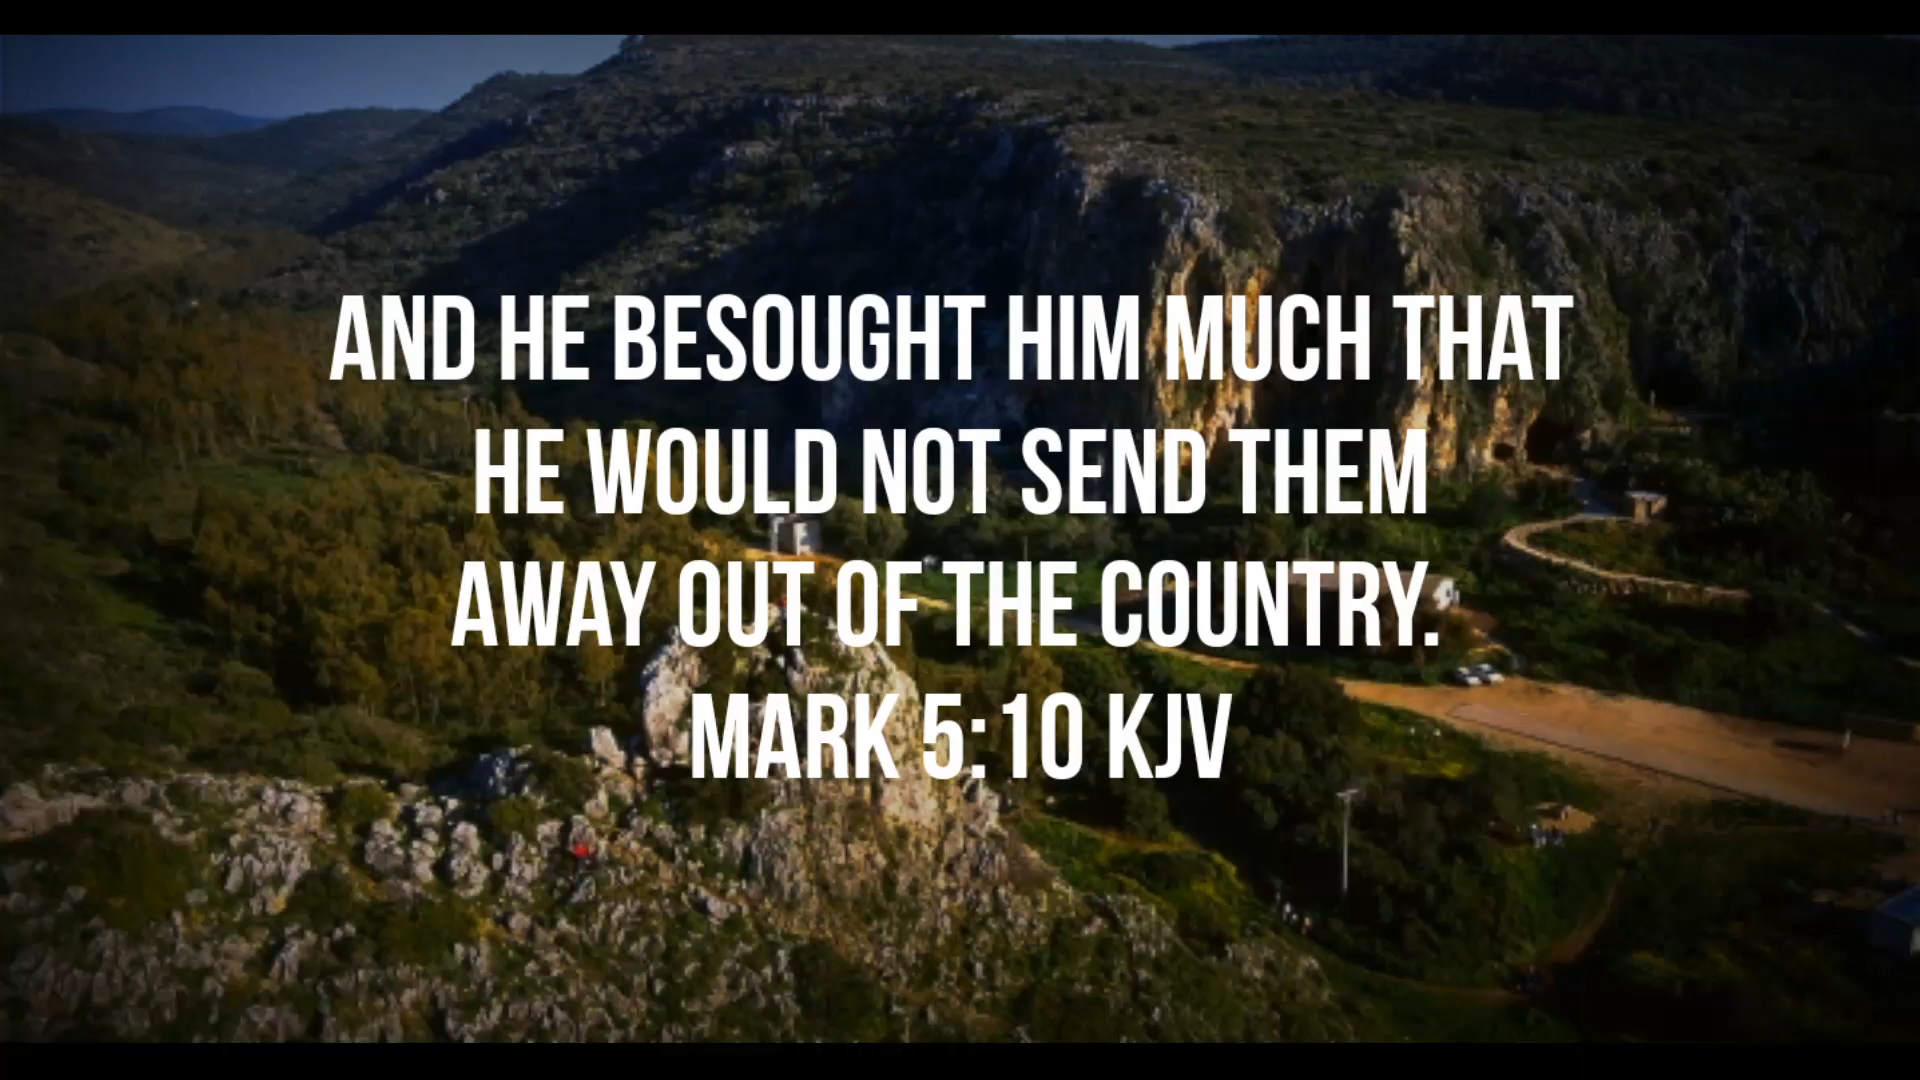 AND HE BESOUGHT HIM MUCH THAT
HE WOULD NOT SEND THEM
AWAY OUT OF THE COUNTRY.
MARK 5:10 KJV